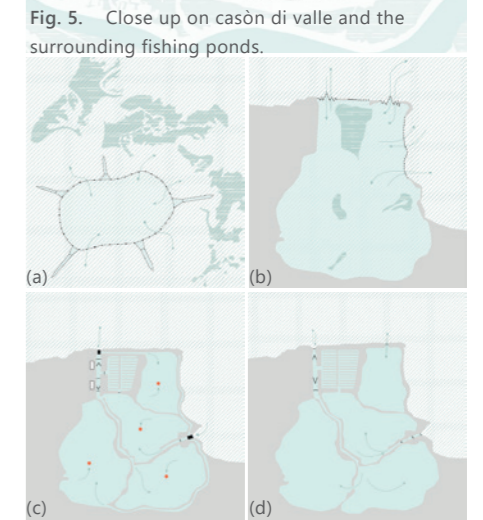 Fig. 5. Close up on casòn di valle and the
surrounding fishing ponds.
(a)
(b)
(c)
(d)